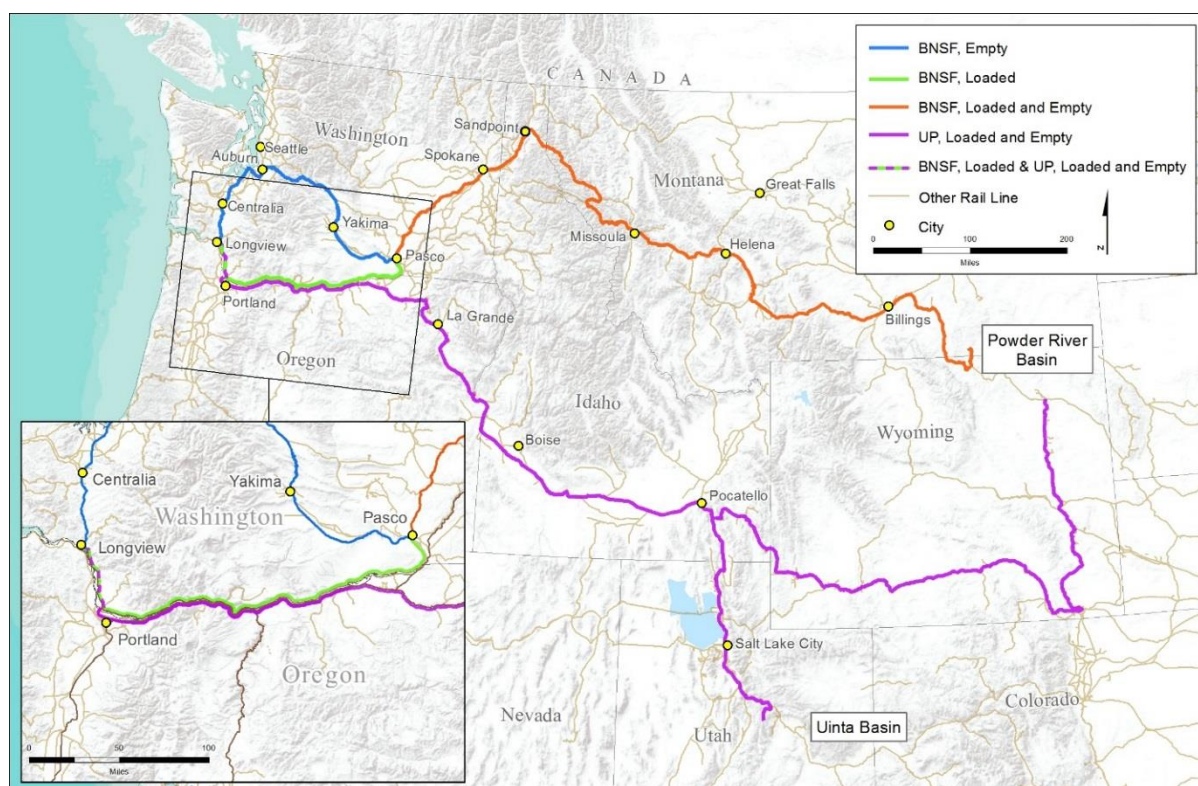 BNSF, Empty
BNSF, Loaded
BNSF, Loaded and Empty
UP, Loaded and Empty
BNSF, Loaded & UP, Loaded and Empty
Other Rail Line
City
0 50 100 200
Miles
N
CANADA
Washington
Sandpoint
Seattle
Auburn
Spokane
Montana
Great Falls
Centralia
Yakima
Missoula
Longview
Helena
Pasco
Portland
Billings
La Grande
Powder River
Basin
Oregon
Idaho
Wyoming
Boise
Pocatello
Salt Lake City
Nevada
Utah
Uinta Basin
Colorado
Centralia
Yakima
Washington
Pasco
Longview
Portland
Oregon
0 50 100
Miles